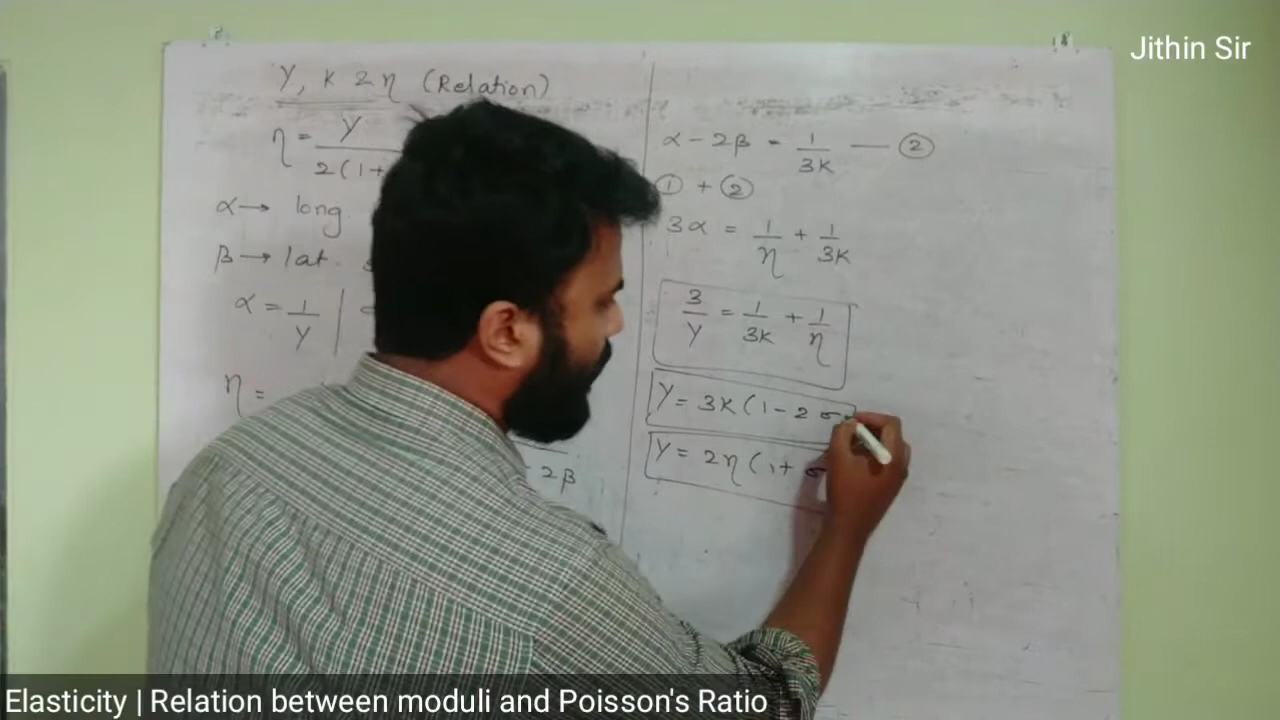 Jithin Sir
Y, K & η (Relation)
η = Y / 2(1+
α → long.
β → lat.
α = 1/Y |
η =
- 2β
α - 2β = 1/3K — ②
① + ②
3α = 1/η + 1/3K
3/Y = 1/3K + 1/η
Y = 3K(1 - 2σ
Y = 2η(1+ σ
Elasticity | Relation between moduli and Poisson's Ratio